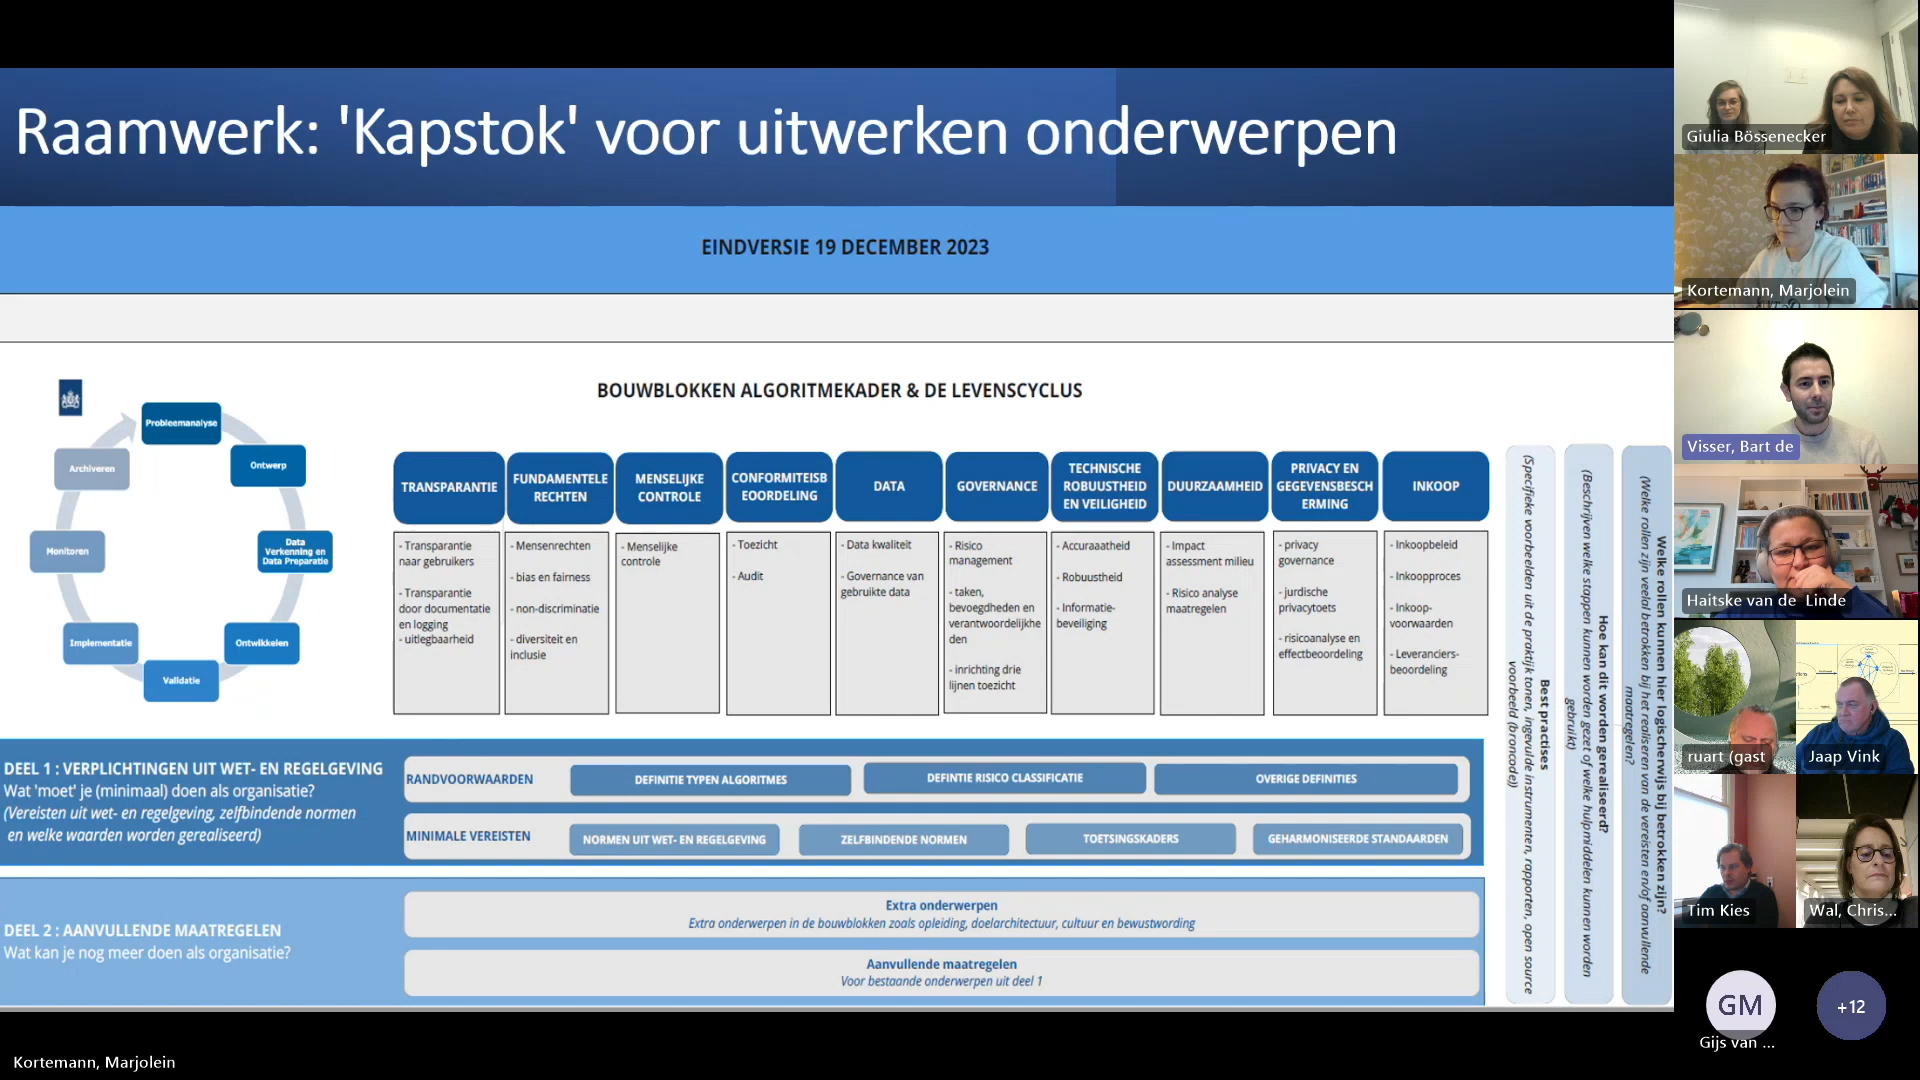 Raamwerk: 'Kapstok' voor uitwerken onderwerpen
EINDVERSIE 19 DECEMBER 2023
BOUWBLOKKEN ALGORITMEKADER & DE LEVENSCYCLUS
Probleemanalyse
Ontwerp
Data
Verkenning en
Data Preparatie
Ontwikkelen
Validatie
Implementatie
Monitoren
Archiveren
TRANSPARANTIE
- Transparantie
naar gebruikers
- Transparantie
door documentatie
en logging
- uitlegbaarheid
FUNDAMENTELE
RECHTEN
- Mensenrechten
- bias en fairness
- non-discriminatie
- diversiteit en
inclusie
MENSELIJKE
CONTROLE
- Menselijke
controle
CONFORMITEISB
EOORDELING
- Toezicht
- Audit
DATA
- Data kwaliteit
- Governance van
gebruikte data
GOVERNANCE
- Risico
management
- taken,
bevoegdheden en
verantwoordelijkhe
den
- inrichting drie
lijnen toezicht
TECHNISCHE
ROBUUSTHEID
EN VEILIGHEID
- Accuraaatheid
- Robuustheid
- Informatie-
beveiliging
DUURZAAMHEID
- Impact
assessment milieu
- Risico analyse
maatregelen
PRIVACY EN
GEGEVENSBESCH
ERMING
- privacy
governance
- jurdische
privacytoets
- risicoanalyse en
effectbeoordeling
INKOOP
- Inkoopbeleid
- Inkoopproces
- Inkoop-
voorwaarden
- Leveranciers-
beoordeling
DEEL 1 : VERPLICHTINGEN UIT WET- EN REGELGEVING
Wat 'moet' je (minimaal) doen als organisatie?
(Vereisten uit wet- en regelgeving, zelfbindende normen
en welke waarden worden gerealiseerd)
RANDVOORWAARDEN
DEFINITIE TYPEN ALGORITMES
DEFINTIE RISICO CLASSIFICATIE
OVERIGE DEFINITIES
MINIMALE VEREISTEN
NORMEN UIT WET- EN REGELGEVING
ZELFBINDENDE NORMEN
TOETSINGSKADERS
GEHARMONISEERDE STANDAARDEN
DEEL 2 : AANVULLENDE MAATREGELEN
Wat kan je nog meer doen als organisatie?
Extra onderwerpen
Extra onderwerpen in de bouwblokken zoals opleiding, doelarchitectuur, cultuur en bewustwording
Aanvullende maatregelen
Voor bestaande onderwerpen uit deel 1
Best practises
(Specifieke voorbeelden uit de praktijk tonen, ingevulde instrumenten, rapporten, open source
voorbeeld (broncode))
Hoe kan dit worden gerealiseerd?
(Beschrijven welke stappen kunnen worden gezet of welke hulpmiddelen kunnen worden
gebruikt)
Welke rollen kunnen hier logischerwijs bij betrokken zijn?
(Welke rollen zijn veelal betrokken bij het realiseren van de vereisten en/of aanvullende
maatregelen?
Giulia Bössenecker
Kortemann, Marjolein
Visser, Bart de
Haitske van de Linde
ruart (gast
Jaap Vink
Tim Kies
Wal, Chris...
GM
Gijs van ...
+12
Kortemann, Marjolein